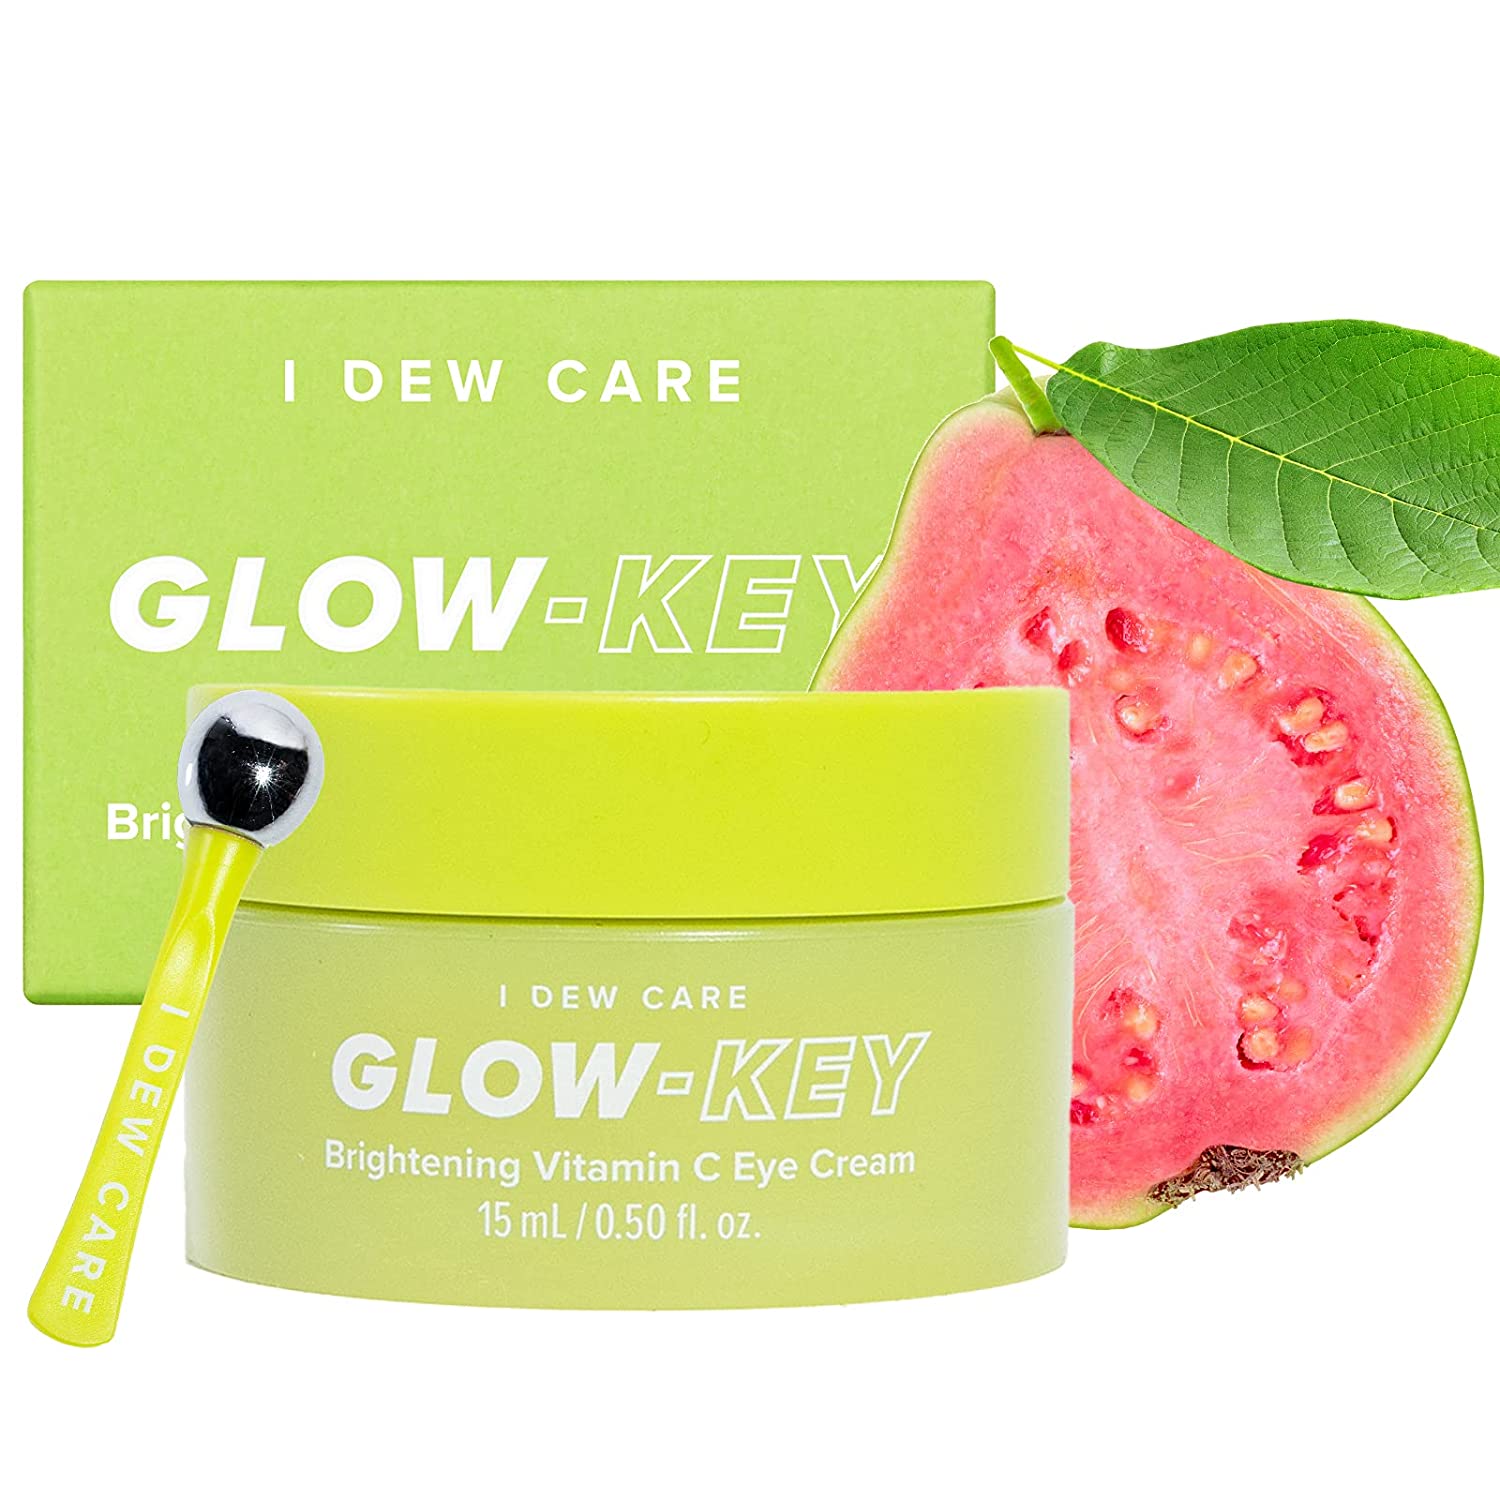 I DEW CARE
GLOW-KEY
I DEW CARE
I DEW CARE
GLOW-KEY
Brightening Vitamin C Eye Cream
15 mL / 0.50 fl. oz.